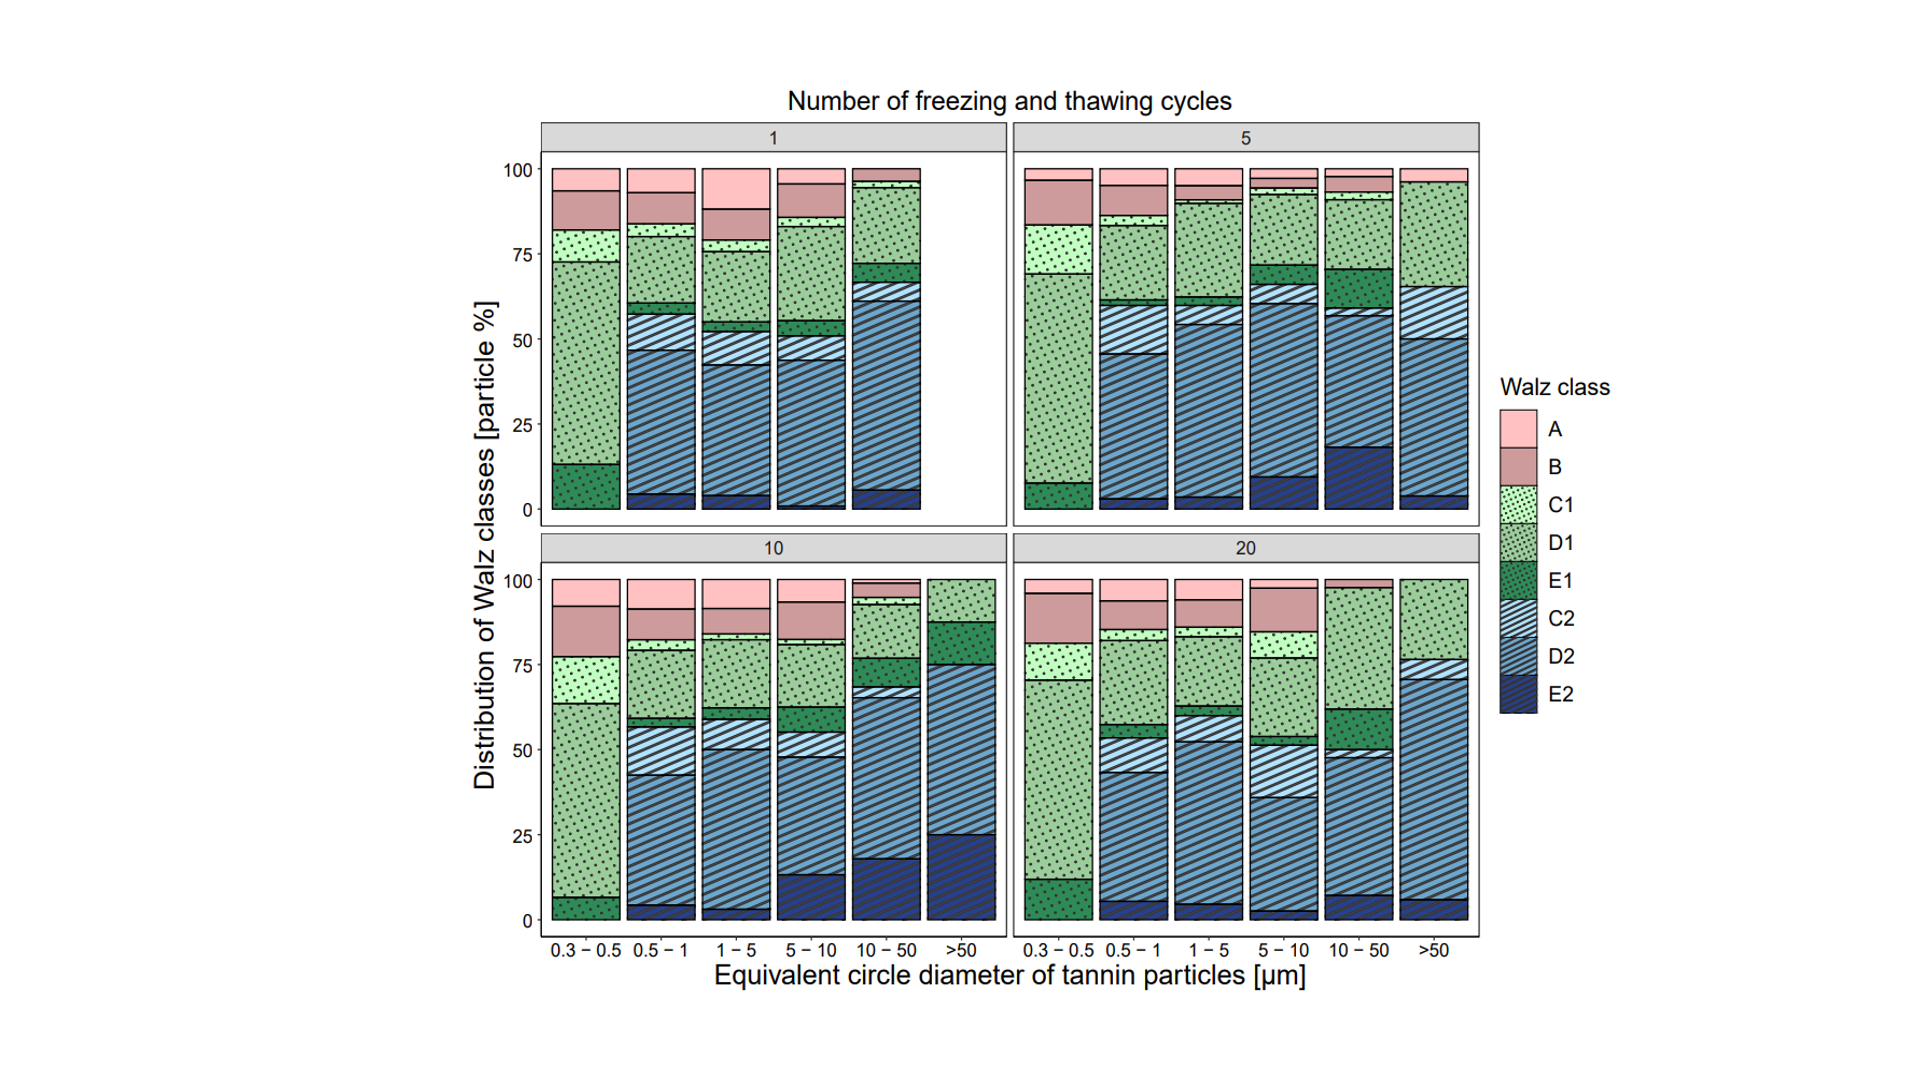 Number of freezing and thawing cycles
1
5
100
75
50
25
0
10
20
100
75
50
25
0
0.3 − 0.5 0.5 − 1 1 − 5 5 − 10 10 − 50 >50
0.3 − 0.5 0.5 − 1 1 − 5 5 − 10 10 − 50 >50
Equivalent circle diameter of tannin particles [µm]
Distribution of Walz classes [particle %]
Walz class
A
B
C1
D1
E1
C2
D2
E2